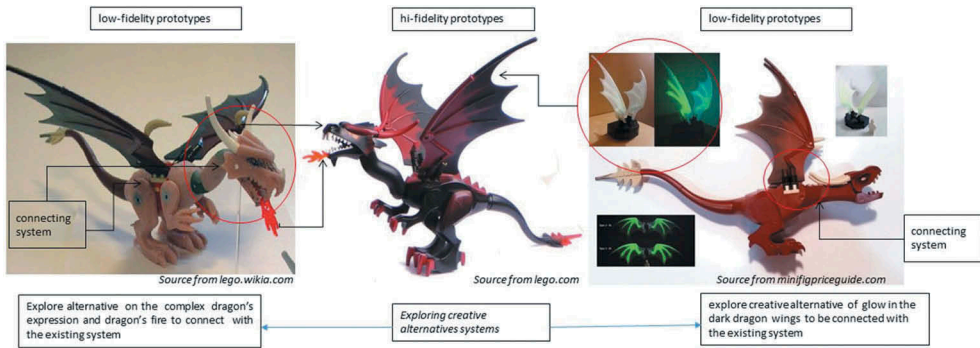 low-fidelity prototypes
hi-fidelity prototypes
low-fidelity prototypes
connecting
system
connecting
system
Source from lego.wikia.com
Source from lego.com
Source from minifigpriceguide.com
Explore alternative on the complex dragon's
expression and dragon's fire to connect with
the existing system
Exploring creative
alternatives systems
explore creative alternative of glow in the
dark dragon wings to be connected with
the existing system